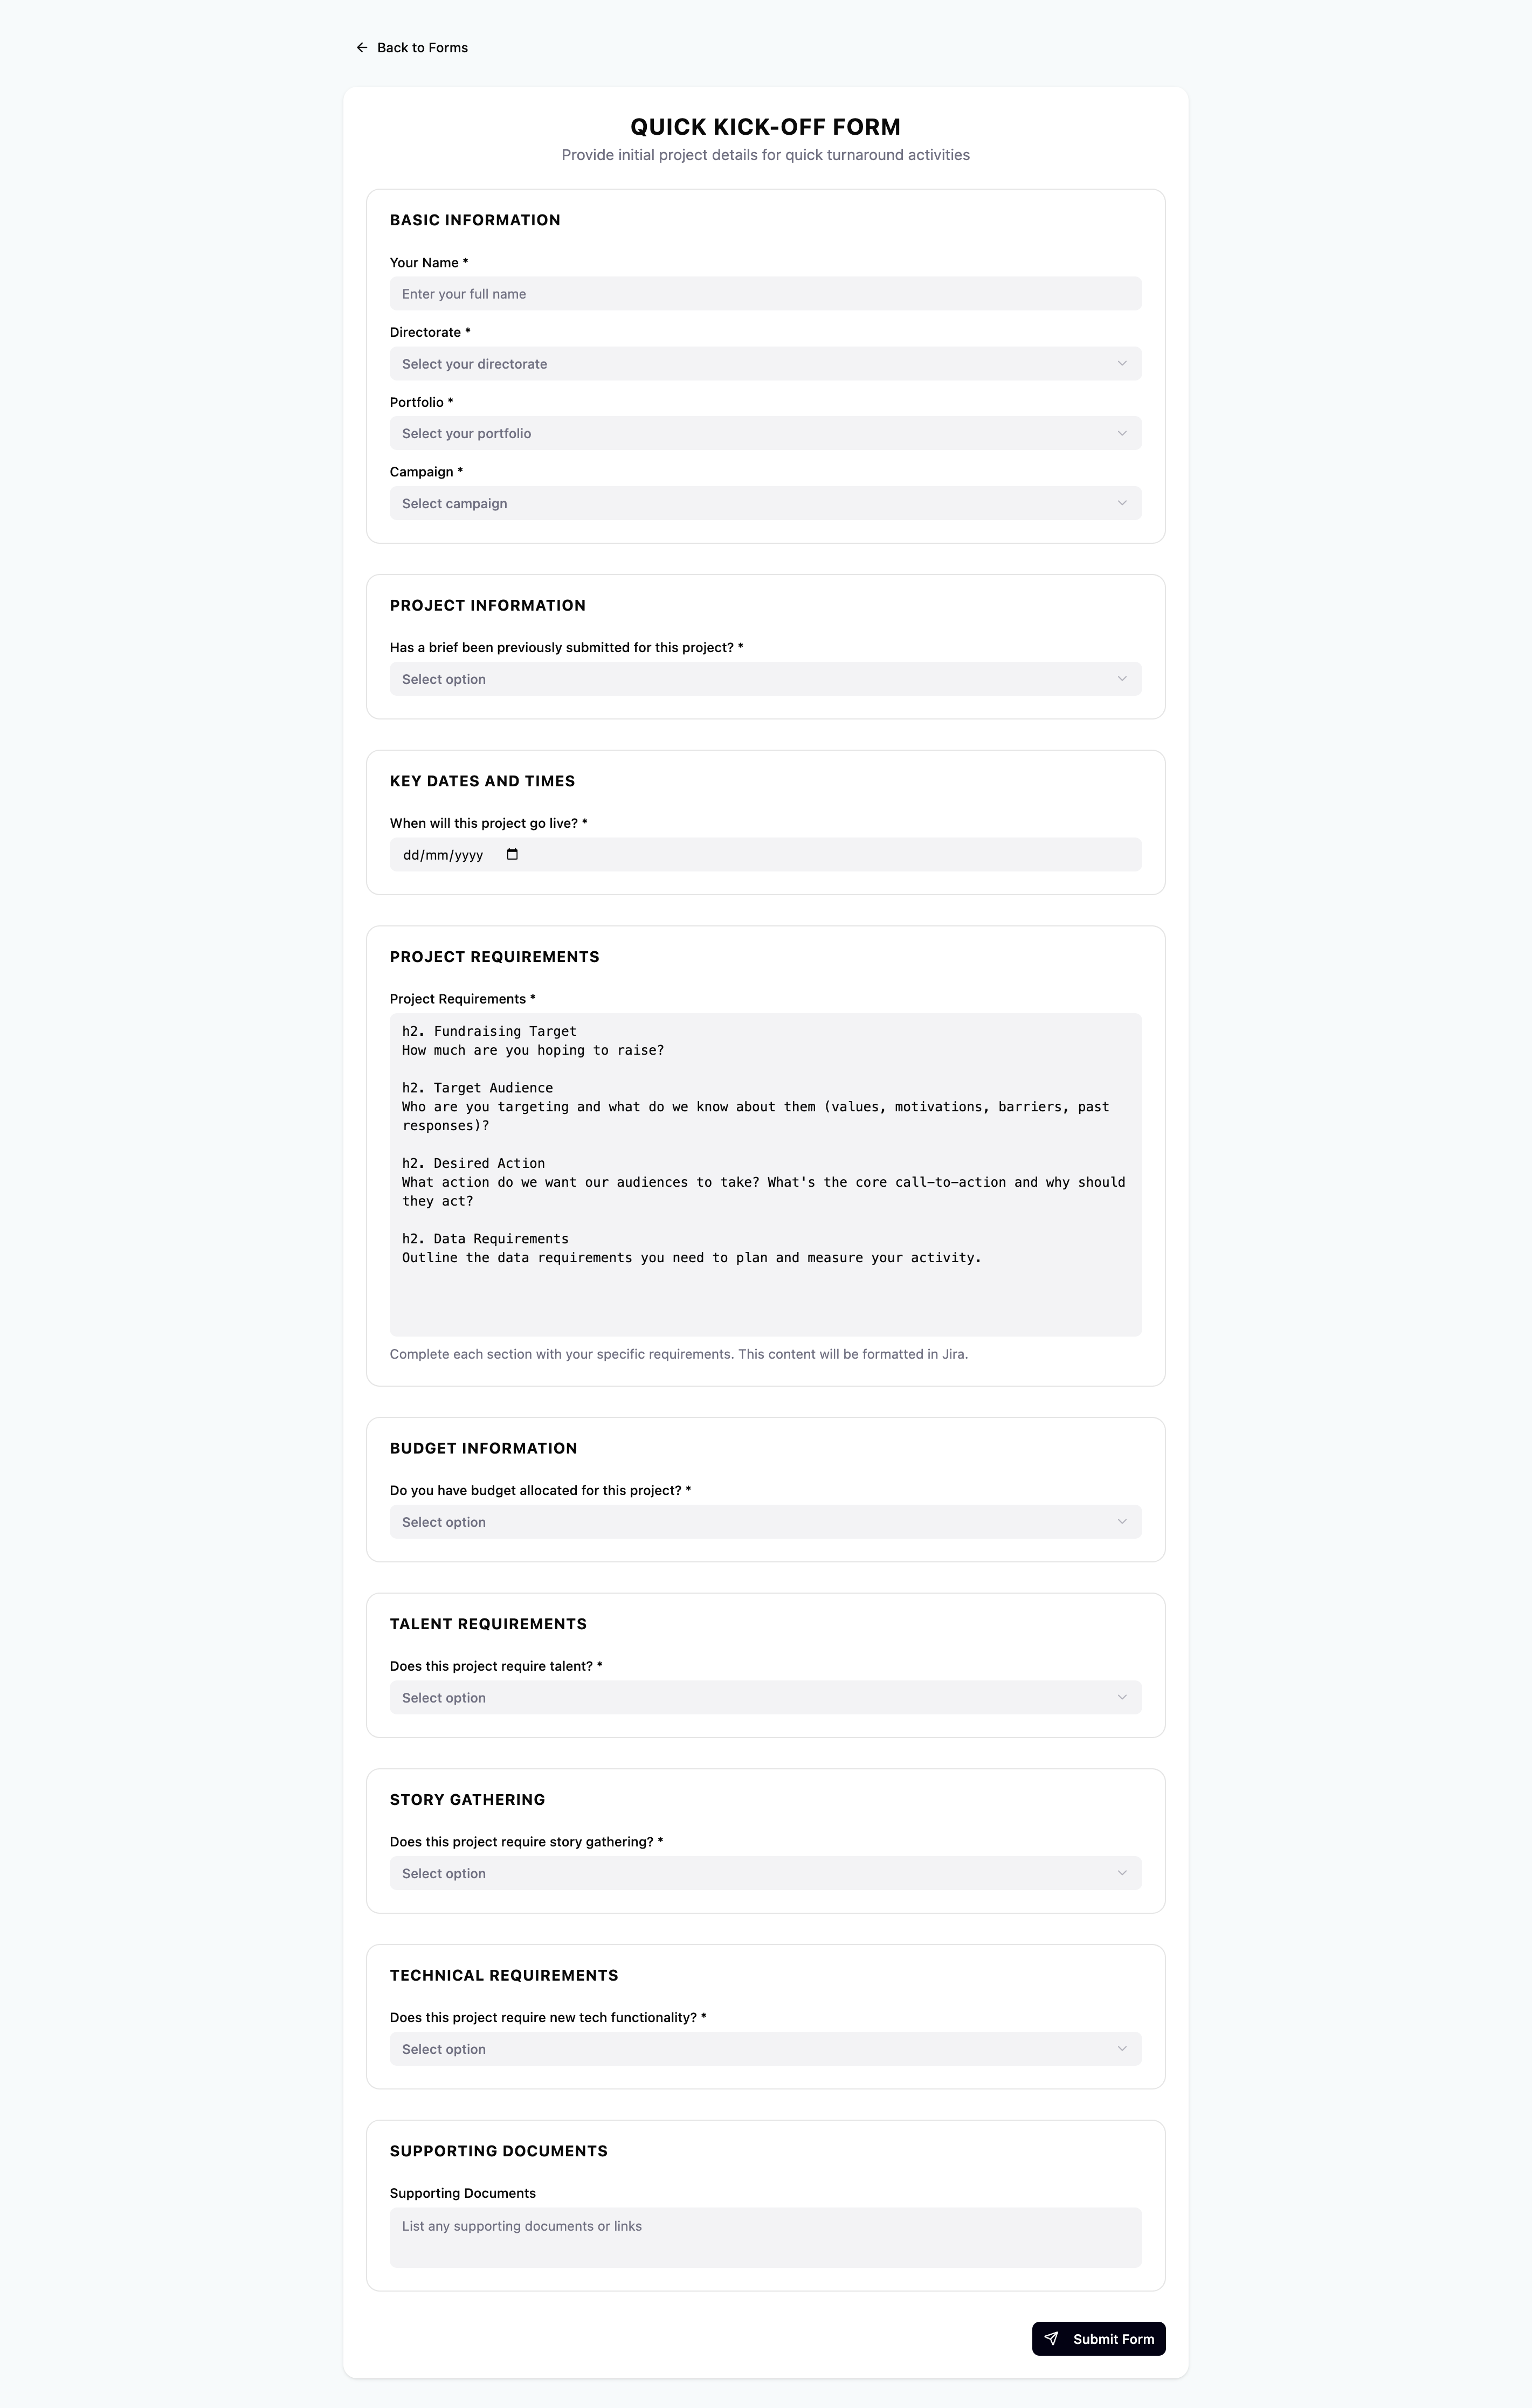 Back to Forms
QUICK KICK-OFF FORM
Provide initial project details for quick turnaround activities
BASIC INFORMATION
Your Name *
Enter your full name
Directorate *
Select your directorate
Portfolio *
Select your portfolio
Campaign *
Select campaign
PROJECT INFORMATION
Has a brief been previously submitted for this project? *
Select option
KEY DATES AND TIMES
When will this project go live? *
dd/mm/yyyy
PROJECT REQUIREMENTS
Project Requirements *
h2. Fundraising Target
How much are you hoping to raise?
h2. Target Audience
Who are you targeting and what do we know about them (values, motivations, barriers, past
responses)?
h2. Desired Action
What action do we want our audiences to take? What's the core call-to-action and why should
they act?
h2. Data Requirements
Outline the data requirements you need to plan and measure your activity.
Complete each section with your specific requirements. This content will be formatted in Jira.
BUDGET INFORMATION
Do you have budget allocated for this project? *
Select option
TALENT REQUIREMENTS
Does this project require talent? *
Select option
STORY GATHERING
Does this project require story gathering? *
Select option
TECHNICAL REQUIREMENTS
Does this project require new tech functionality? *
Select option
SUPPORTING DOCUMENTS
Supporting Documents
List any supporting documents or links
Submit Form